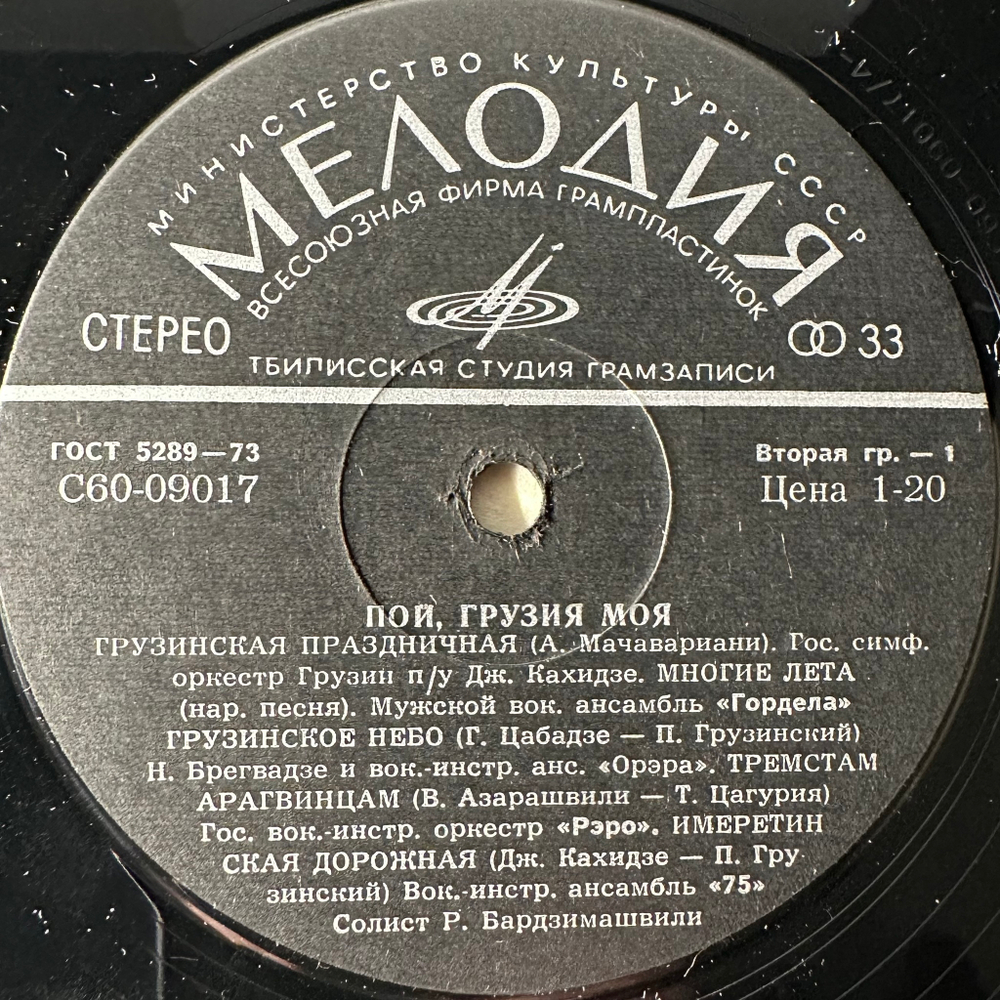 МИНИСТЕРСТВО КУЛЬТУРЫ СССР
МЕЛОДИЯ
ВСЕСОЮЗНАЯ ФИРМА ГРАМПЛАСТИНОК
СТЕРЕО
33
ТБИЛИССКАЯ СТУДИЯ ГРАМЗАПИСИ
ГОСТ 5289—73
Вторая гр. — 1
С60-09017
Цена 1-20
ПОЙ, ГРУЗИЯ МОЯ
ГРУЗИНСКАЯ ПРАЗДНИЧНАЯ (А. Мачавариани). Гос. симф.
оркестр Грузии п/у Дж. Кахидзе. МНОГИЕ ЛЕТА
(нар. песня). Мужской вок. ансамбль «Гордела»
ГРУЗИНСКОЕ НЕБО (Г. Цабадзе — П. Грузинский)
Н. Брегвадзе и вок.-инстр. анс. «Орэра». ТРЕМСТАМ
АРАГВИНЦАМ (В. Азарашвили — Т. Цагурия)
Гос. вок.-инстр. оркестр «Рэро». ИМЕРЕТИН
СКАЯ ДОРОЖНАЯ (Дж. Кахидзе — П. Гру-
зинский) Вок.-инстр. ансамбль «75»
Солист Р. Бардзимашвили